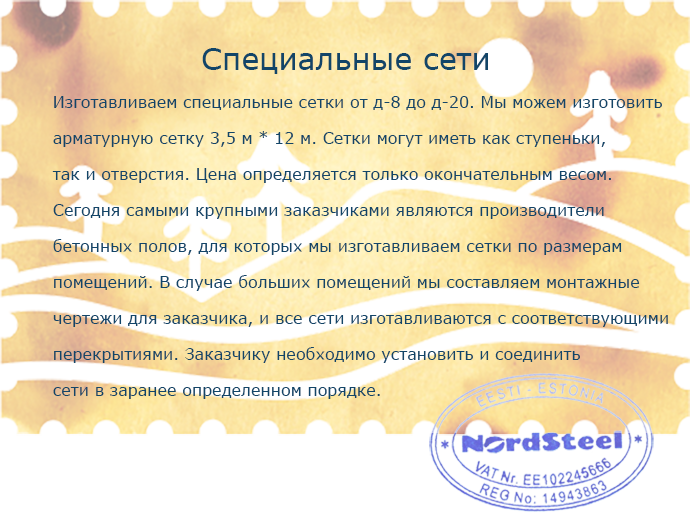 Специальные сети
Изготавливаем специальные сетки от д-8 до д-20. Мы можем изготовить
арматурную сетку 3,5 м * 12 м. Сетки могут иметь как ступеньки,
так и отверстия. Цена определяется только окончательным весом.
Сегодня самыми крупными заказчиками являются производители
бетонных полов, для которых мы изготавливаем сетки по размерам
помещений. В случае больших помещений мы составляем монтажные
чертежи для заказчика, и все сети изготавливаются с соответствующими
перекрытиями. Заказчику необходимо установить и соединить
сети в заранее определенном порядке.
EESTI - ESTONIA
* NordSteel *
VAT Nr. EE102245666
REG No: 14943863